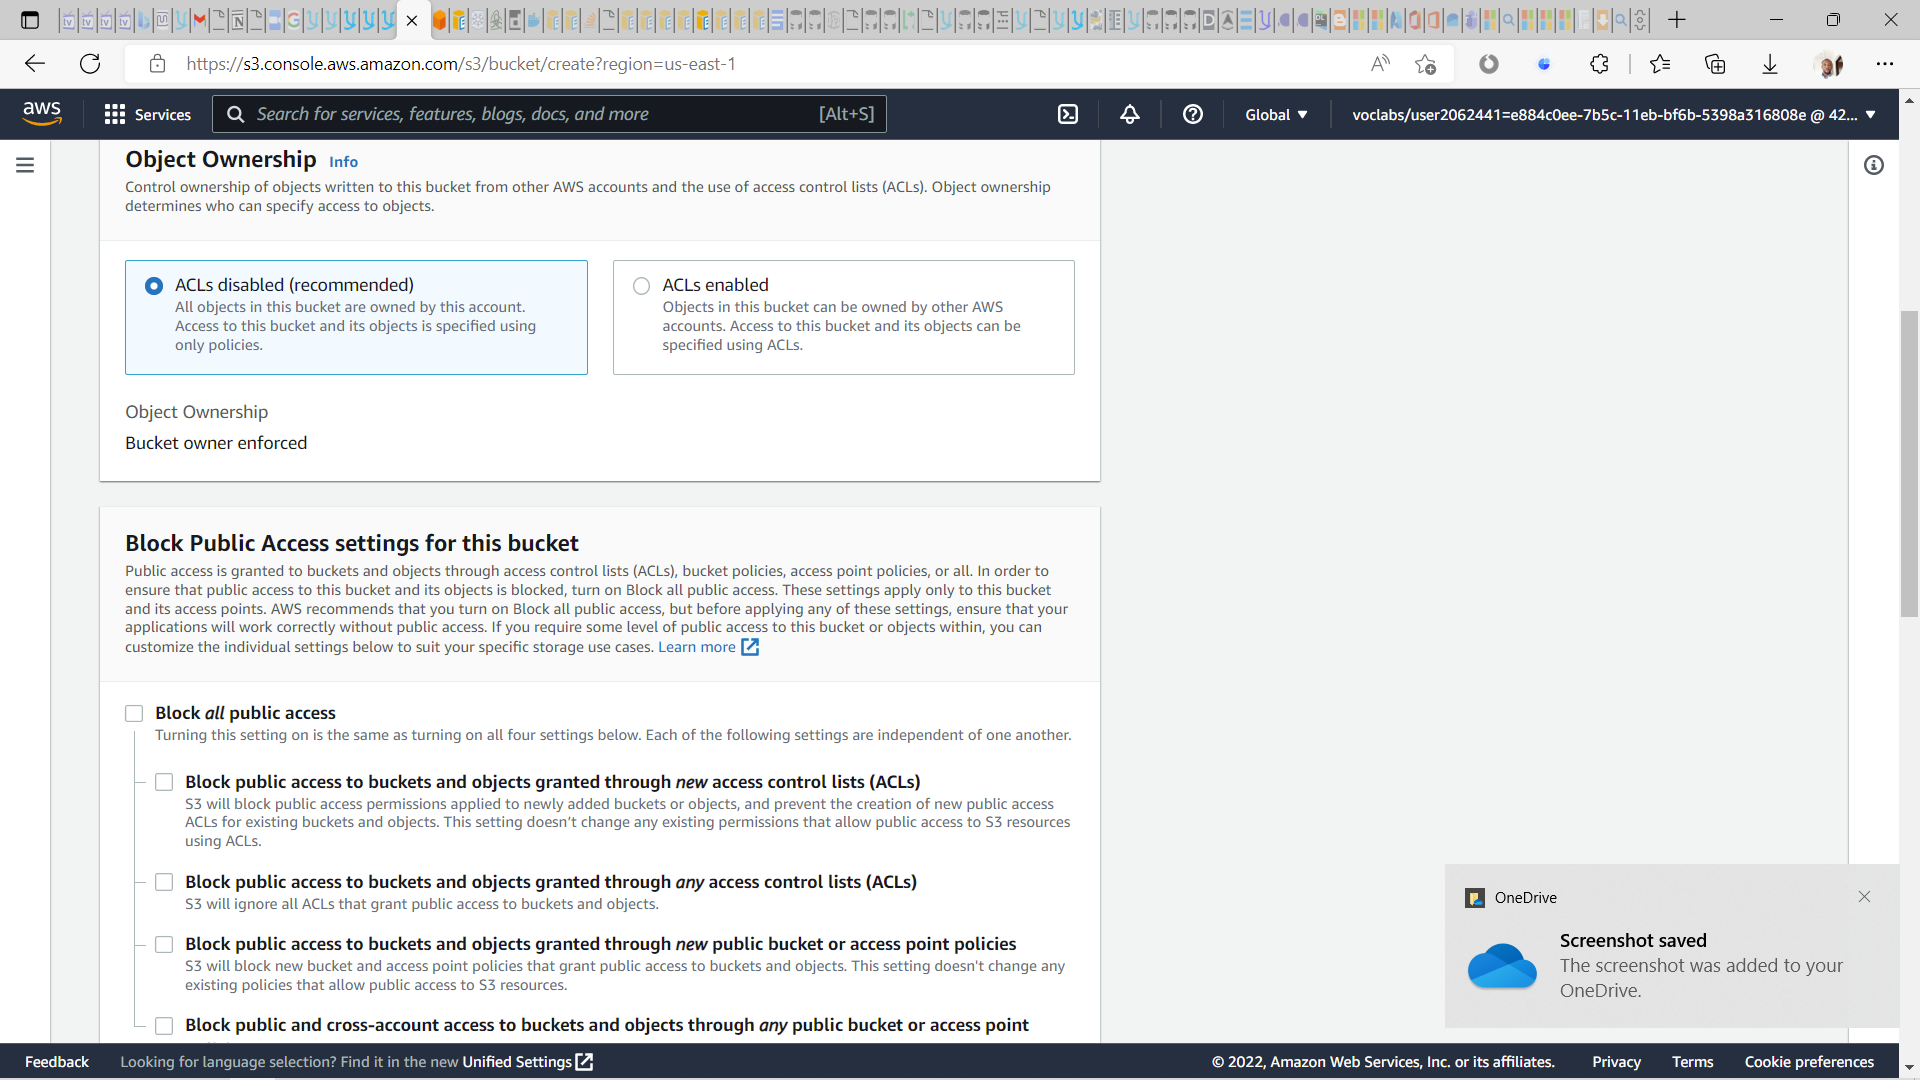 https://s3.console.aws.amazon.com/s3/bucket/create?region=us-east-1
aws
Services
Search for services, features, blogs, docs, and more
[Alt+S]
Global ▼
voclabs/user2062441=e884c0ee-7b5c-11eb-bf6b-5398a316808e @ 42... ▼
Object Ownership Info
Control ownership of objects written to this bucket from other AWS accounts and the use of access control lists (ACLs). Object ownership
determines who can specify access to objects.
ACLs disabled (recommended)
All objects in this bucket are owned by this account.
Access to this bucket and its objects is specified using
only policies.
ACLs enabled
Objects in this bucket can be owned by other AWS
accounts. Access to this bucket and its objects can be
specified using ACLs.
Object Ownership
Bucket owner enforced
Block Public Access settings for this bucket
Public access is granted to buckets and objects through access control lists (ACLs), bucket policies, access point policies, or all. In order to
ensure that public access to this bucket and its objects is blocked, turn on Block all public access. These settings apply only to this bucket
and its access points. AWS recommends that you turn on Block all public access, but before applying any of these settings, ensure that your
applications will work correctly without public access. If you require some level of public access to this bucket or objects within, you can
customize the individual settings below to suit your specific storage use cases. Learn more
Block all public access
Turning this setting on is the same as turning on all four settings below. Each of the following settings are independent of one another.
Block public access to buckets and objects granted through new access control lists (ACLs)
S3 will block public access permissions applied to newly added buckets or objects, and prevent the creation of new public access
ACLs for existing buckets and objects. This setting doesn't change any existing permissions that allow public access to S3 resources
using ACLs.
Block public access to buckets and objects granted through any access control lists (ACLs)
S3 will ignore all ACLs that grant public access to buckets and objects.
Block public access to buckets and objects granted through new public bucket or access point policies
S3 will block new bucket and access point policies that grant public access to buckets and objects. This setting doesn't change any
existing policies that allow public access to S3 resources.
Block public and cross-account access to buckets and objects through any public bucket or access point
OneDrive
Screenshot saved
The screenshot was added to your
OneDrive.
Feedback
Looking for language selection? Find it in the new Unified Settings
© 2022, Amazon Web Services, Inc. or its affiliates.
Privacy
Terms
Cookie preferences